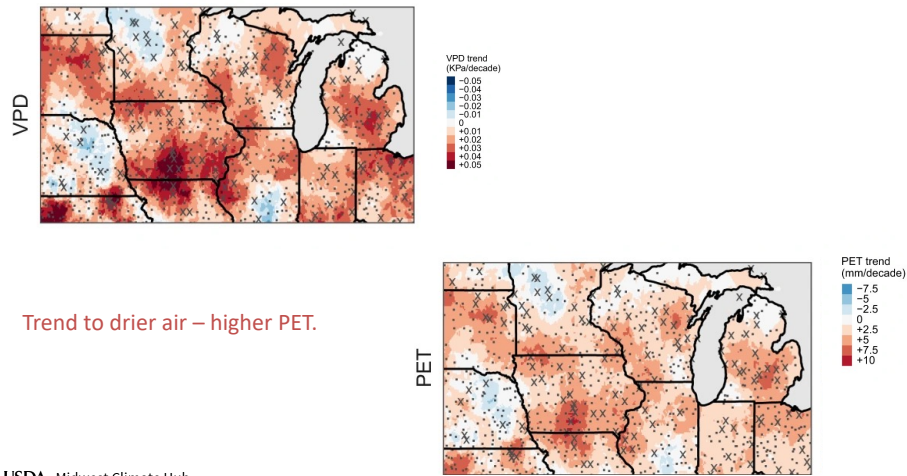 VPD
VPD trend
(KPa/decade)
−0.05
−0.04
−0.03
−0.02
−0.01
0
+0.01
+0.02
+0.03
+0.04
+0.05
Trend to drier air – higher PET.
PET
PET trend
(mm/decade)
−7.5
−5
−2.5
0
+2.5
+5
+7.5
+10
USDA Midwest Climate Hub